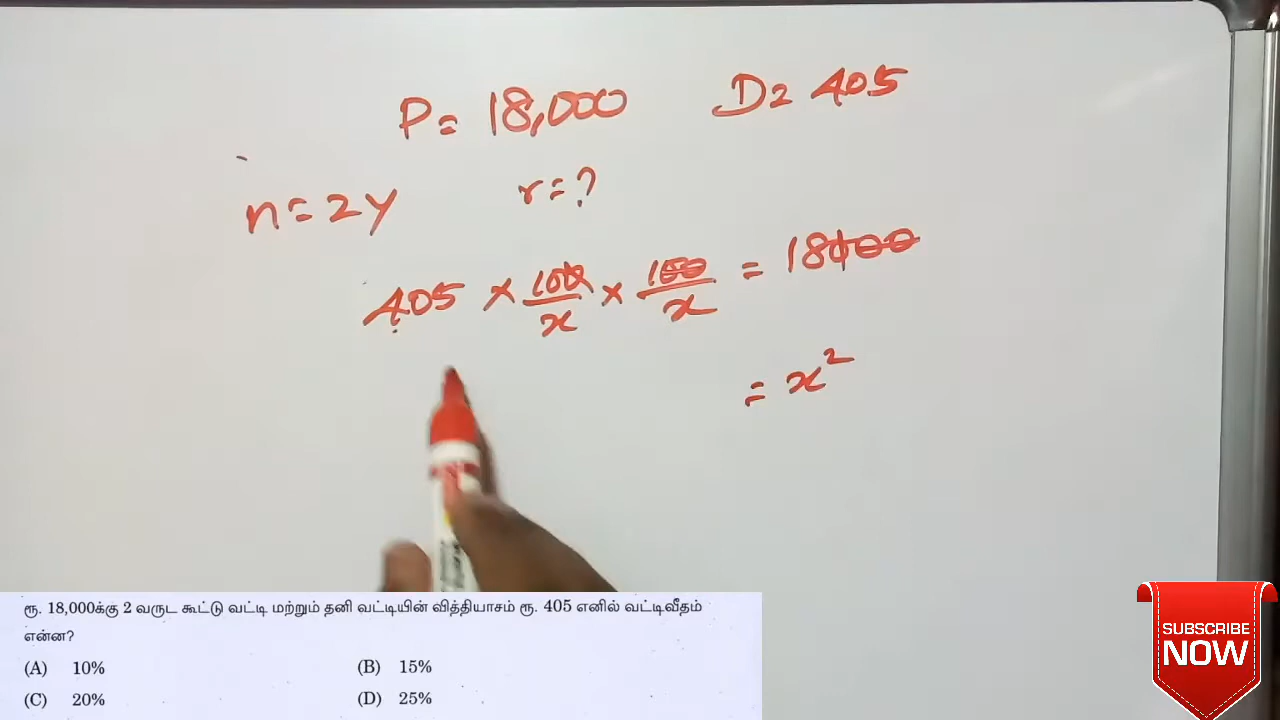 P = 18,000 D = 405
n = 2y r = ?
405 × 100/x × 100/x = 18000
= x²
ரூ. 18,000க்கு 2 வருட கூட்டு வட்டி மற்றும் தனி வட்டியின் வித்தியாசம் ரூ. 405 எனில் வட்டிவீதம்
என்ன?
(A) 10% (B) 15%
(C) 20% (D) 25%
SUBSCRIBE
NOW